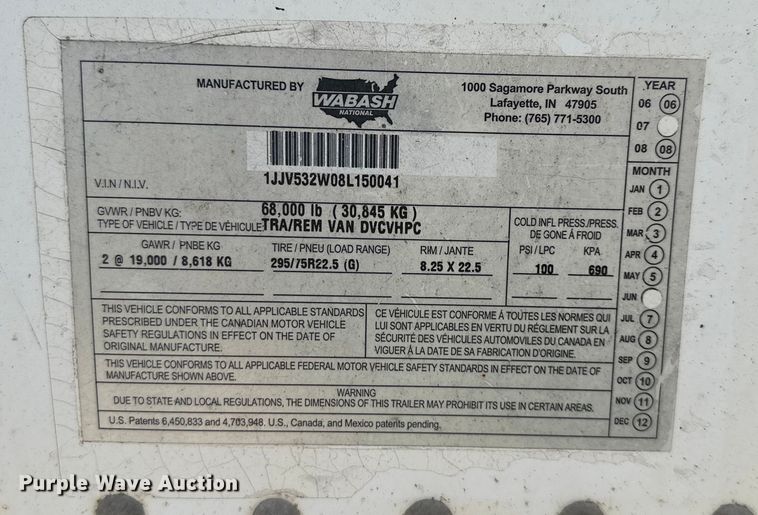 MANUFACTURED BY
WABASH
NATIONAL
1000 Sagamore Parkway South
Lafayette, IN 47905
Phone: (765) 771-5300
1JJV532W08L150041
V.I.N / N.I.V.
GVWR / PNBV KG: 68,000 lb ( 30,845 KG )
TYPE OF VEHICLE / TYPE DE VÉHICULE TRA/REM VAN DVCVHPC
GAWR / PNBE KG TIRE / PNEU (LOAD RANGE) RIM / JANTE
2 @ 19,000 / 8,618 KG 295/75R22.5 (G) 8.25 X 22.5
COLD INFL PRESS./PRESS.
DE GONE À FROID
PSI / LPC KPA
100 690
THIS VEHICLE CONFORMS TO ALL APPLICABLE STANDARDS
PRESCRIBED UNDER THE CANADIAN MOTOR VEHICLE
SAFETY REGULATIONS IN EFFECT ON THE DATE OF
ORIGINAL MANUFACTURE.
CE VÉHICULE EST CONFORME À TOUTES LES NORMES QUI
LUI SONT APPLICABLES EN VERTU DU RÉGLEMENT SUR LA
SÉCURITÉ DES VÉHICULES AUTOMOBILES DU CANADA EN
VIGUER À LA DATE DE SA FABRICATION D'ORIGINE.
THIS VEHICLE CONFORMS TO ALL APPLICABLE FEDERAL MOTOR VEHICLE SAFETY STANDARDS IN EFFECT ON THE DATE OF
MANUFACTURE SHOWN ABOVE.
WARNING
DUE TO STATE AND LOCAL REGULATIONS, THE DIMENSIONS OF THIS TRAILER MAY PROHIBIT ITS USE IN CERTAIN AREAS.
U.S. Patents 6,450,833 and 4,703,948. U.S., Canada, and Mexico patents pending.
YEAR
06 06
07
08 08
MONTH
JAN 1
FEB 2
MAR 3
APR 4
MAY 5
JUN
JUL 7
AUG 8
SEP 9
OCT 10
NOV 11
DEC 12
Purple Wave Auction